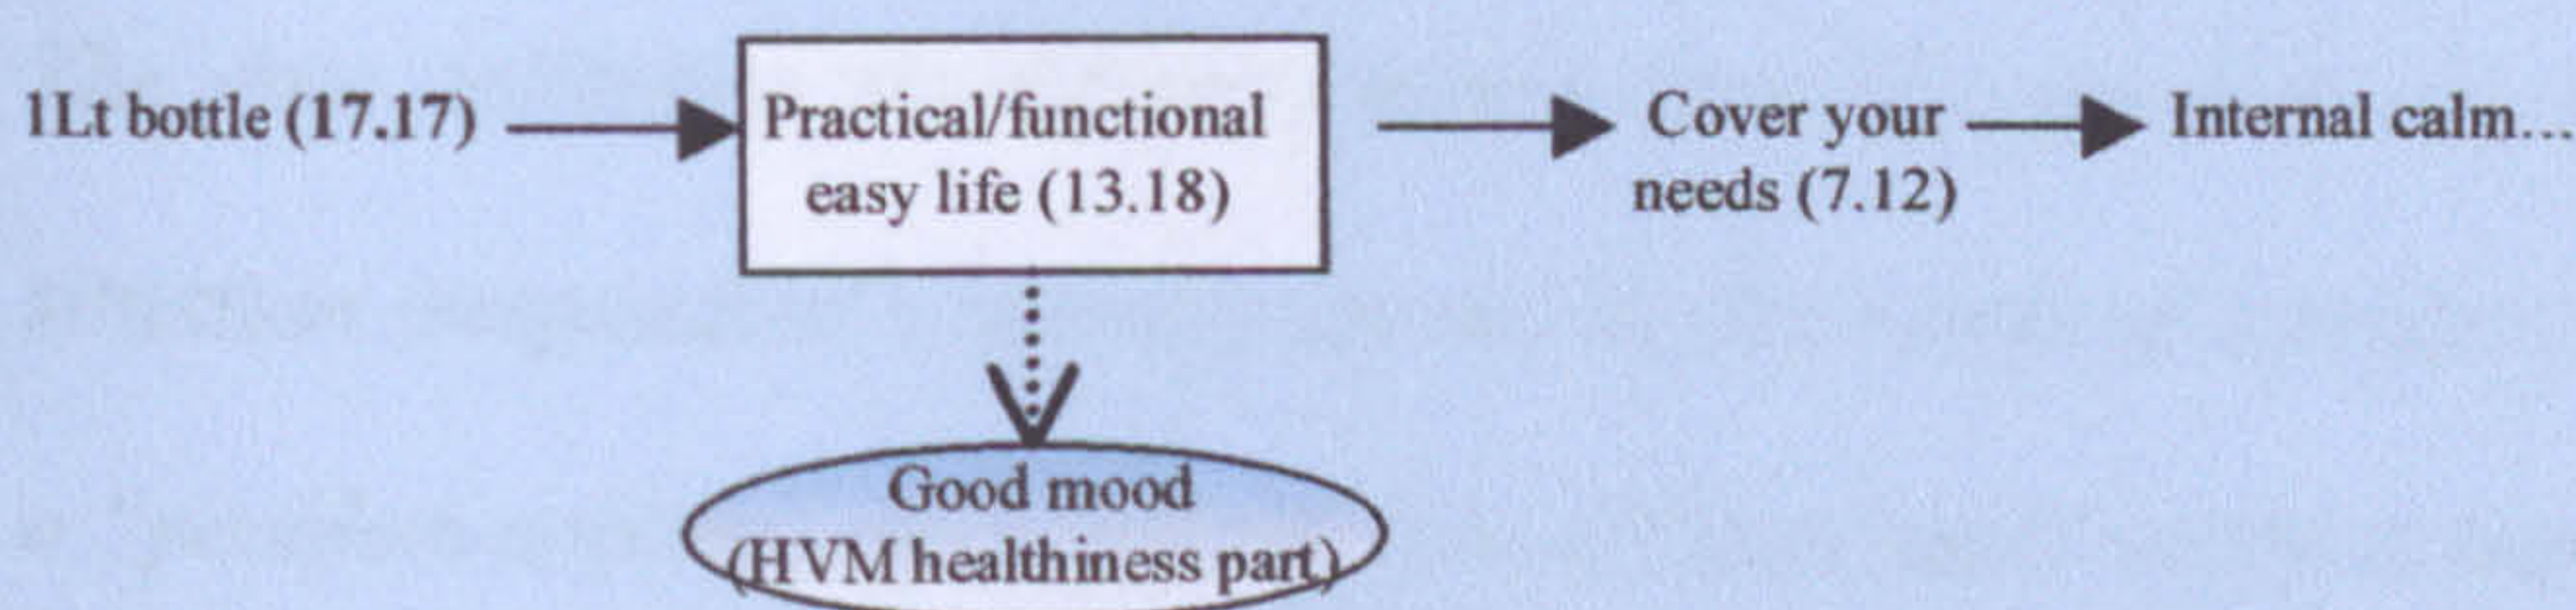 1Lt bottle (17.17)
Practical/functional
easy life (13.18)
Cover your
needs (7.12)
Internal calm...
Good mood
(HVM healthiness part)